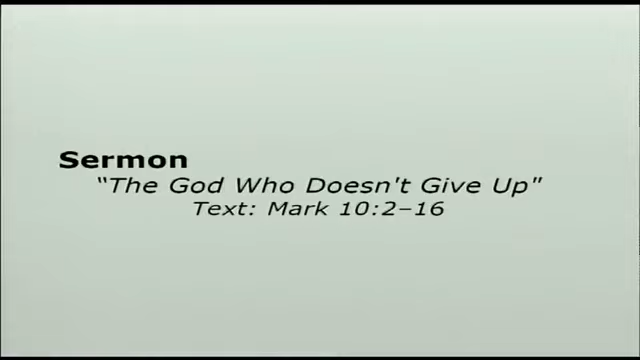 Sermon
“The God Who Doesn't Give Up"
Text: Mark 10:2–16